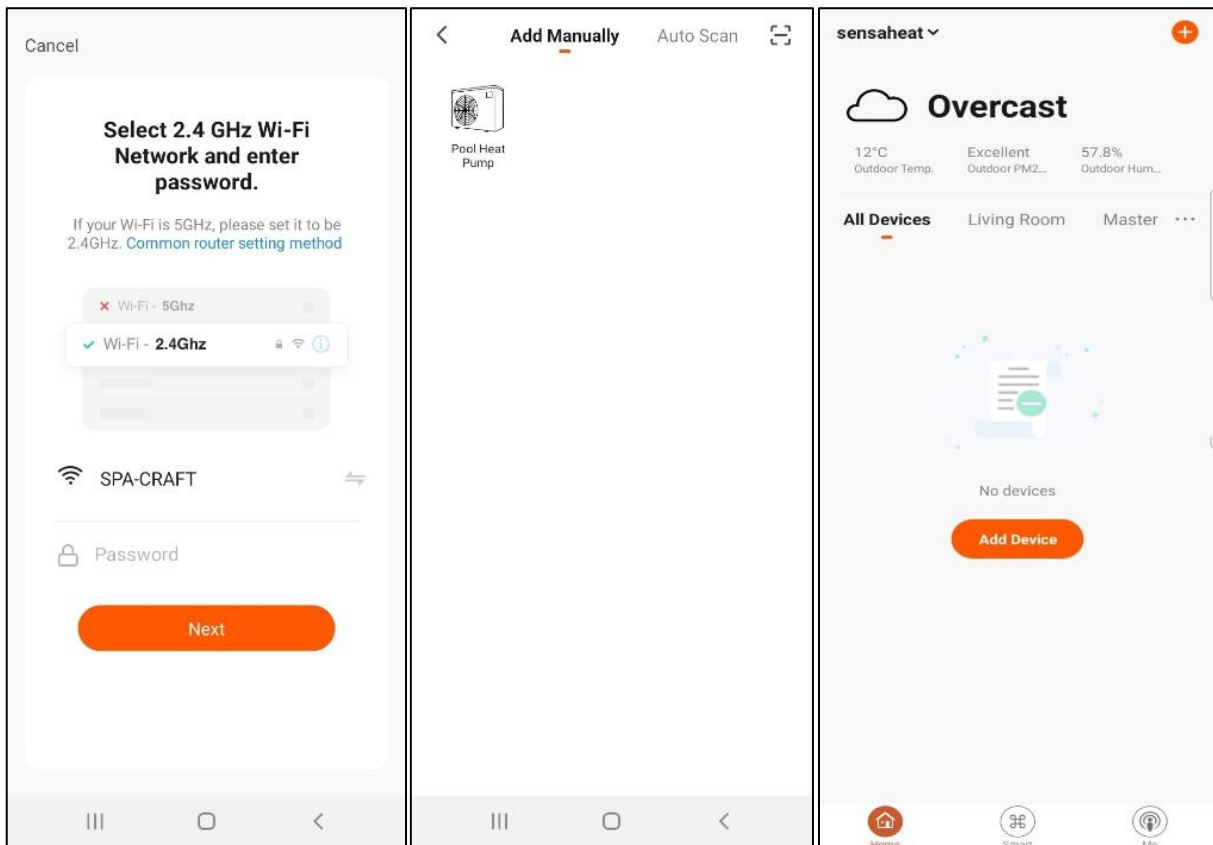 Cancel
Select 2.4 GHz Wi-Fi
Network and enter
password.
If your Wi-Fi is 5GHz, please set it to be
2.4GHz. Common router setting method
Wi-Fi - 5Ghz
Wi-Fi - 2.4Ghz
SPA-CRAFT
Password
Next
Add Manually Auto Scan
Pool Heat
Pump
sensaheat
Overcast
12°C Excellent 57.8%
Outdoor Temp. Outdoor PM2... Outdoor Hum...
All Devices Living Room Master ...
No devices
Add Device
Home Smart Me